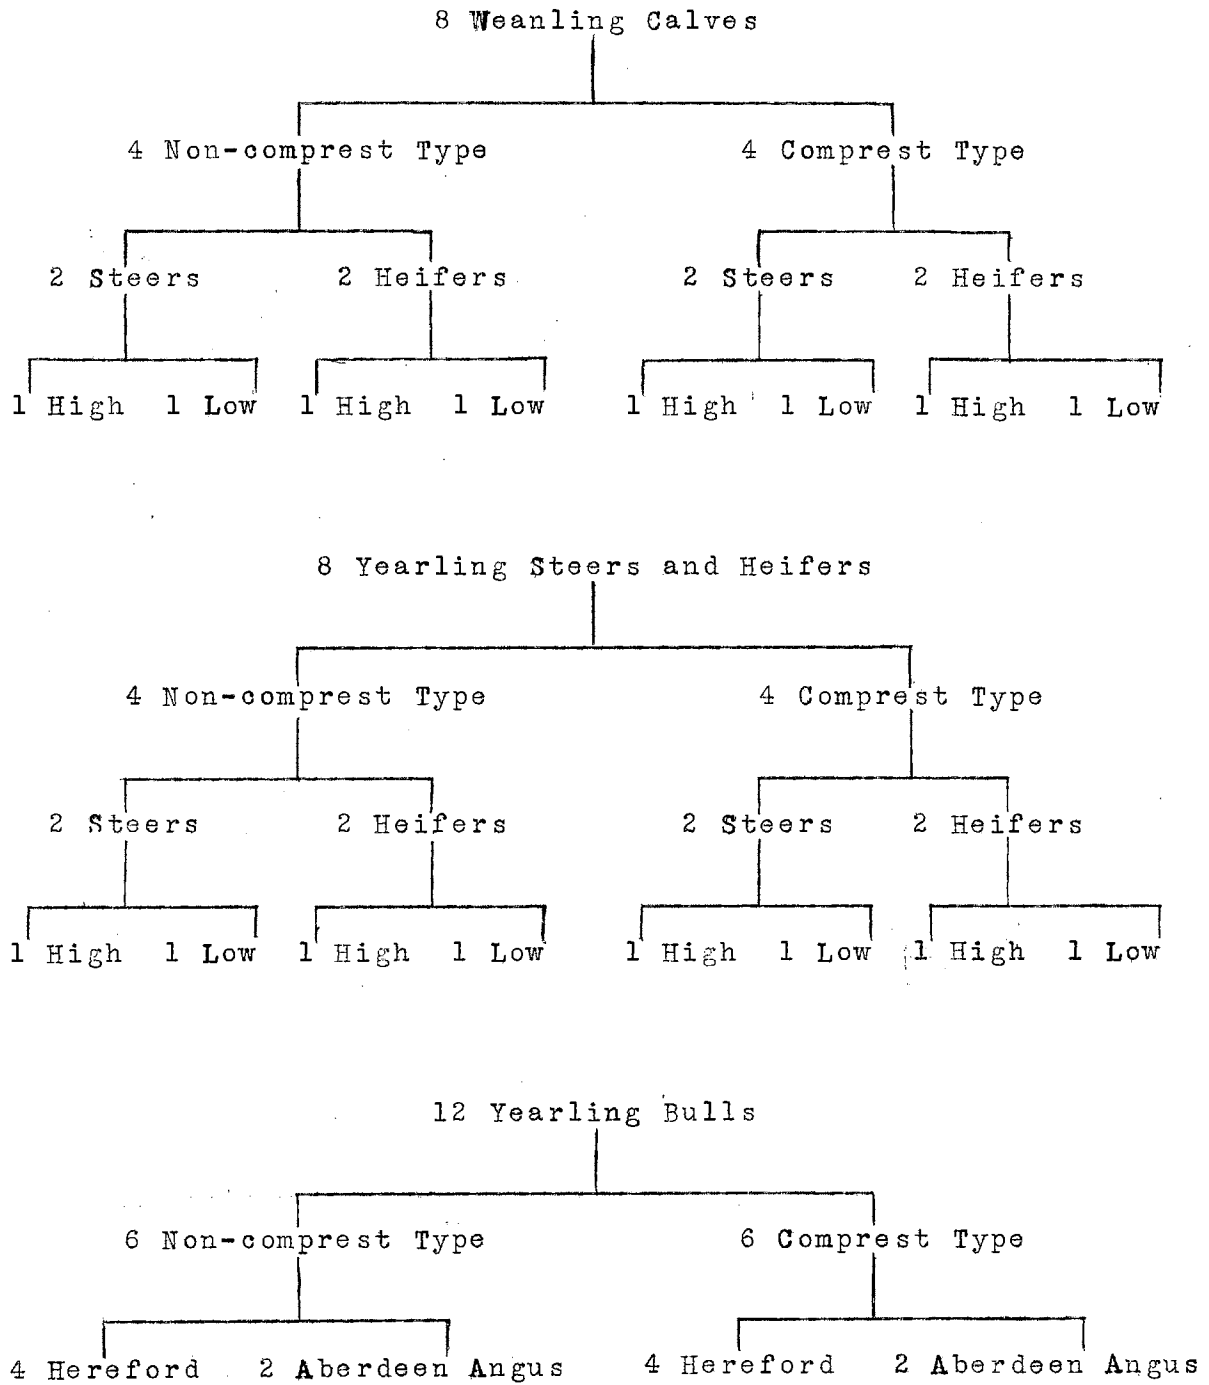 8 Weanling Calves
4 Non-comprest Type 4 Comprest Type
2 Steers 2 Heifers 2 Steers 2 Heifers
1 High 1 Low 1 High 1 Low 1 High 1 Low 1 High 1 Low
8 Yearling Steers and Heifers
4 Non-comprest Type 4 Comprest Type
2 Steers 2 Heifers 2 Steers 2 Heifers
1 High 1 Low 1 High 1 Low 1 High 1 Low 1 High 1 Low
12 Yearling Bulls
6 Non-comprest Type 6 Comprest Type
4 Hereford 2 Aberdeen Angus 4 Hereford 2 Aberdeen Angus